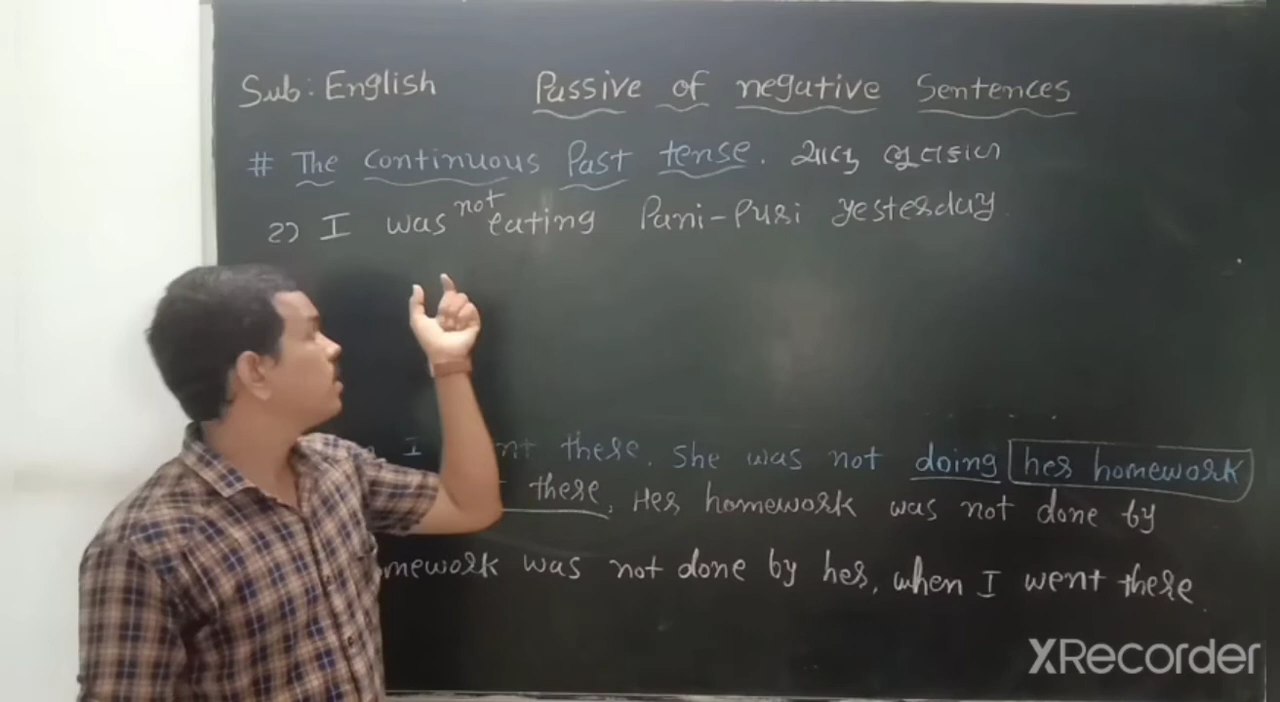 Sub: English Passive of negative Sentences
# The continuous Past tense. ચાલુ ભૂતકાળ
2) I was not eating Pani-Puri yesterday.
I there. She was not doing her homework
there, Her homework was not done by
homework was not done by her, when I went there.
XRecorder